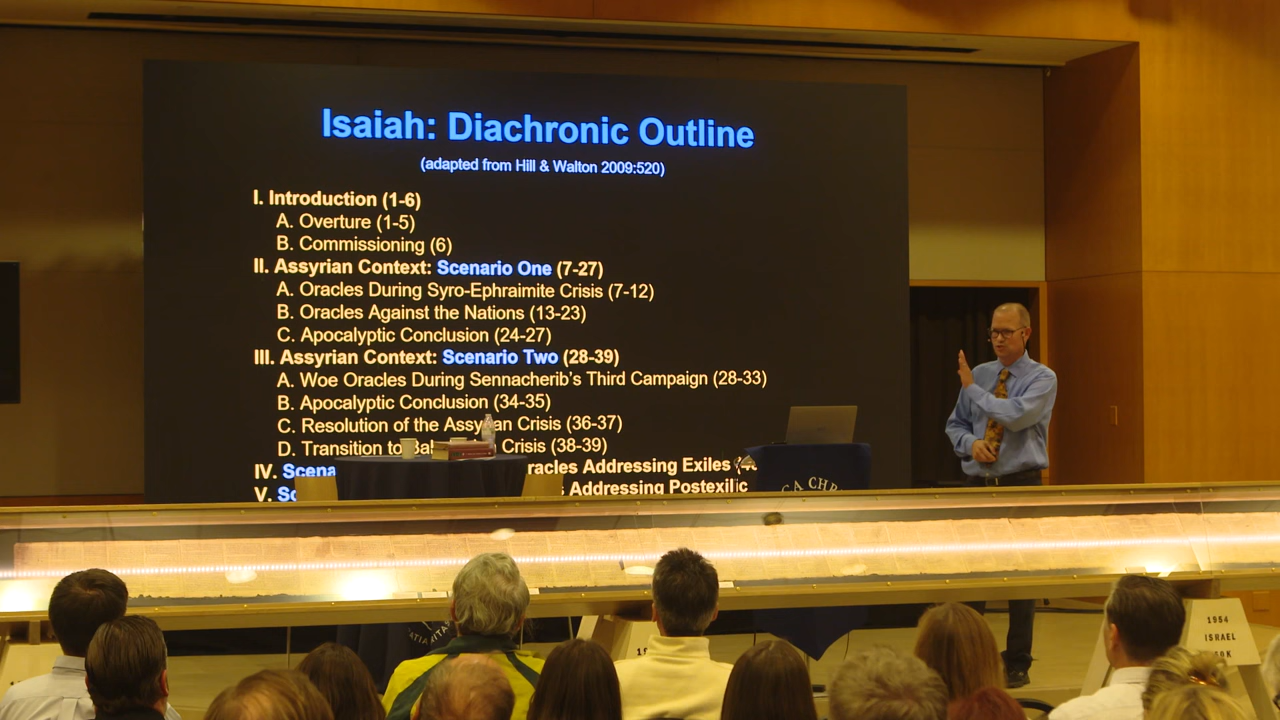 Isaiah: Diachronic Outline
(adapted from Hill & Walton 2009:520)
I. Introduction (1-6)
A. Overture (1-5)
B. Commissioning (6)
II. Assyrian Context: Scenario One (7-27)
A. Oracles During Syro-Ephraimite Crisis (7-12)
B. Oracles Against the Nations (13-23)
C. Apocalyptic Conclusion (24-27)
III. Assyrian Context: Scenario Two (28-39)
A. Woe Oracles During Sennacherib's Third Campaign (28-33)
B. Apocalyptic Conclusion (34-35)
C. Resolution of the Assyrian Crisis (36-37)
D. Transition to Crisis (38-39)
IV. Addressing Exiles
V. Addressing Postexilic
1954
ISRAEL